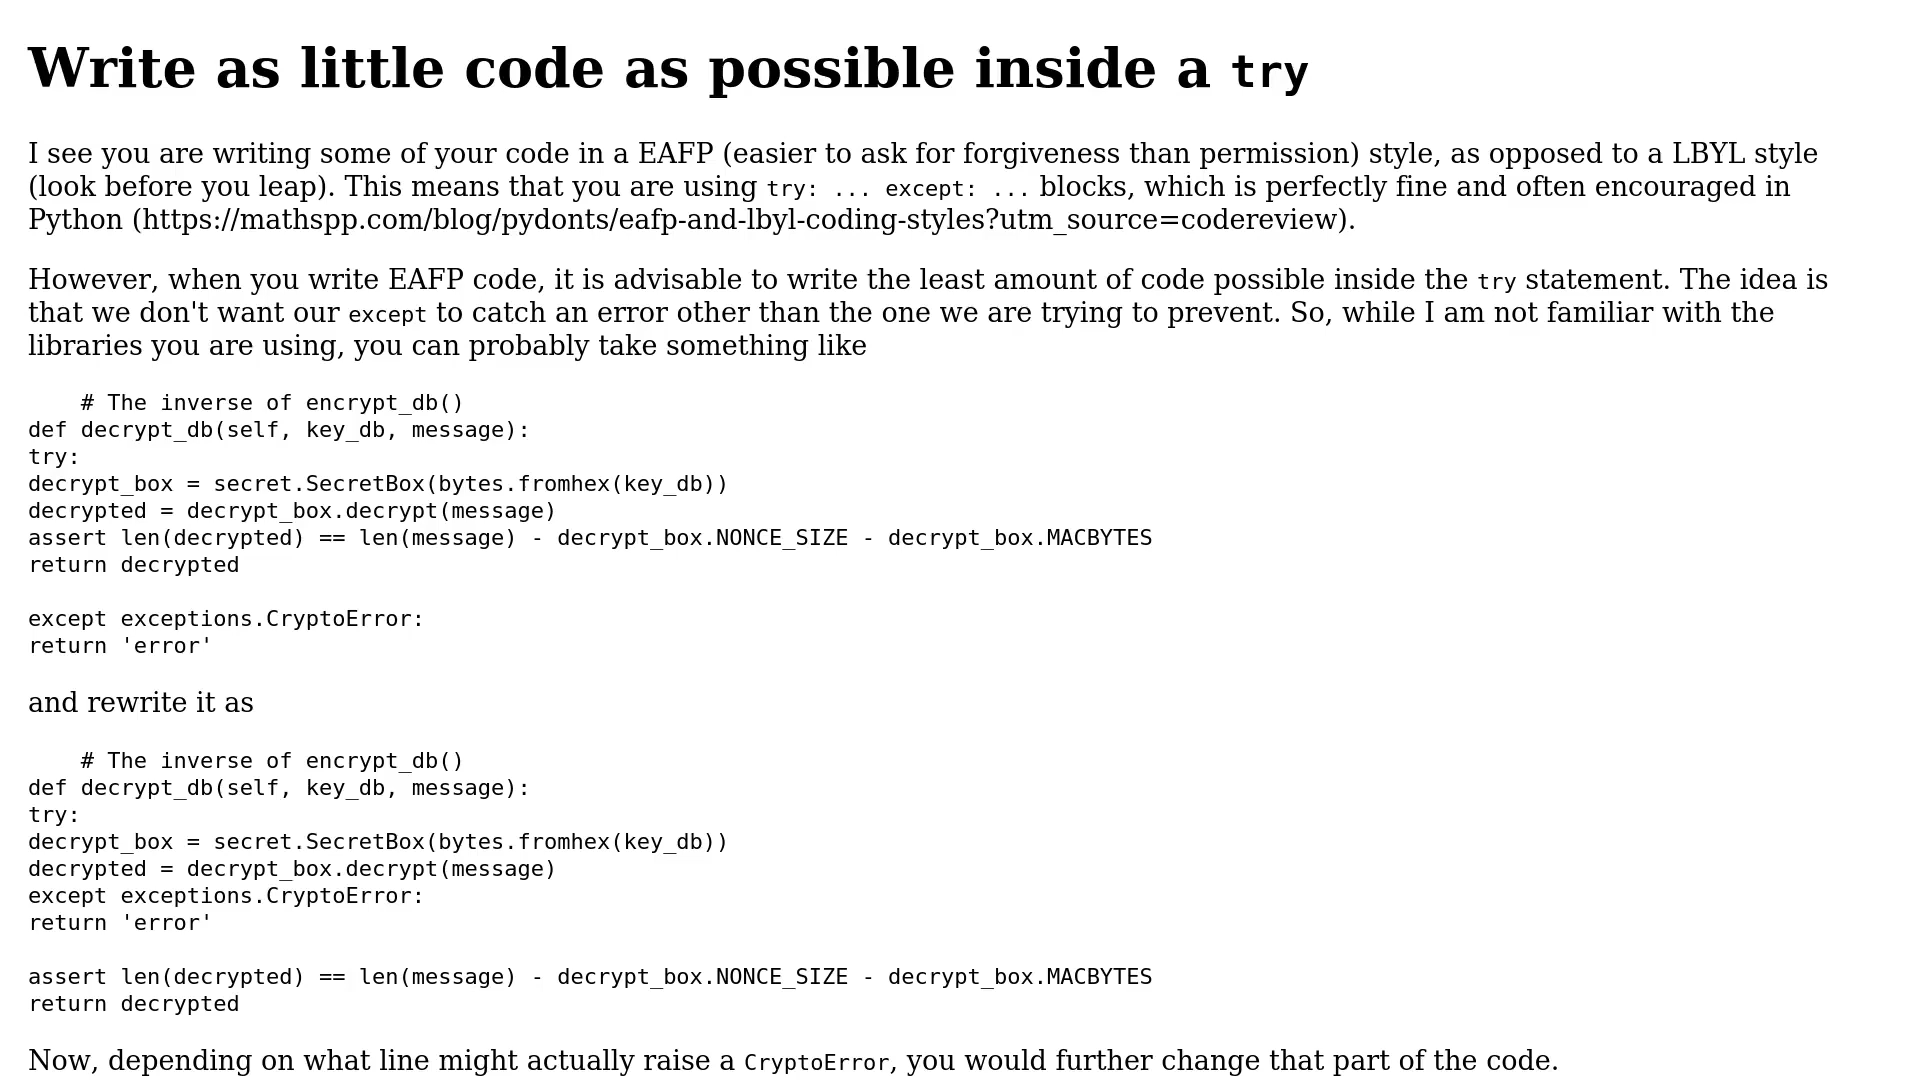 Write as little code as possible inside a try
I see you are writing some of your code in a EAFP (easier to ask for forgiveness than permission) style, as opposed to a LBYL style
(look before you leap). This means that you are using try: ... except: ... blocks, which is perfectly fine and often encouraged in
Python (https://mathspp.com/blog/pydonts/eafp-and-lbyl-coding-styles?utm_source=codereview).
However, when you write EAFP code, it is advisable to write the least amount of code possible inside the try statement. The idea is
that we don't want our except to catch an error other than the one we are trying to prevent. So, while I am not familiar with the
libraries you are using, you can probably take something like
    # The inverse of encrypt_db()
def decrypt_db(self, key_db, message):
try:
decrypt_box = secret.SecretBox(bytes.fromhex(key_db))
decrypted = decrypt_box.decrypt(message)
assert len(decrypted) == len(message) - decrypt_box.NONCE_SIZE - decrypt_box.MACBYTES
return decrypted
except exceptions.CryptoError:
return 'error'
and rewrite it as
    # The inverse of encrypt_db()
def decrypt_db(self, key_db, message):
try:
decrypt_box = secret.SecretBox(bytes.fromhex(key_db))
decrypted = decrypt_box.decrypt(message)
except exceptions.CryptoError:
return 'error'
assert len(decrypted) == len(message) - decrypt_box.NONCE_SIZE - decrypt_box.MACBYTES
return decrypted
Now, depending on what line might actually raise a CryptoError, you would further change that part of the code.